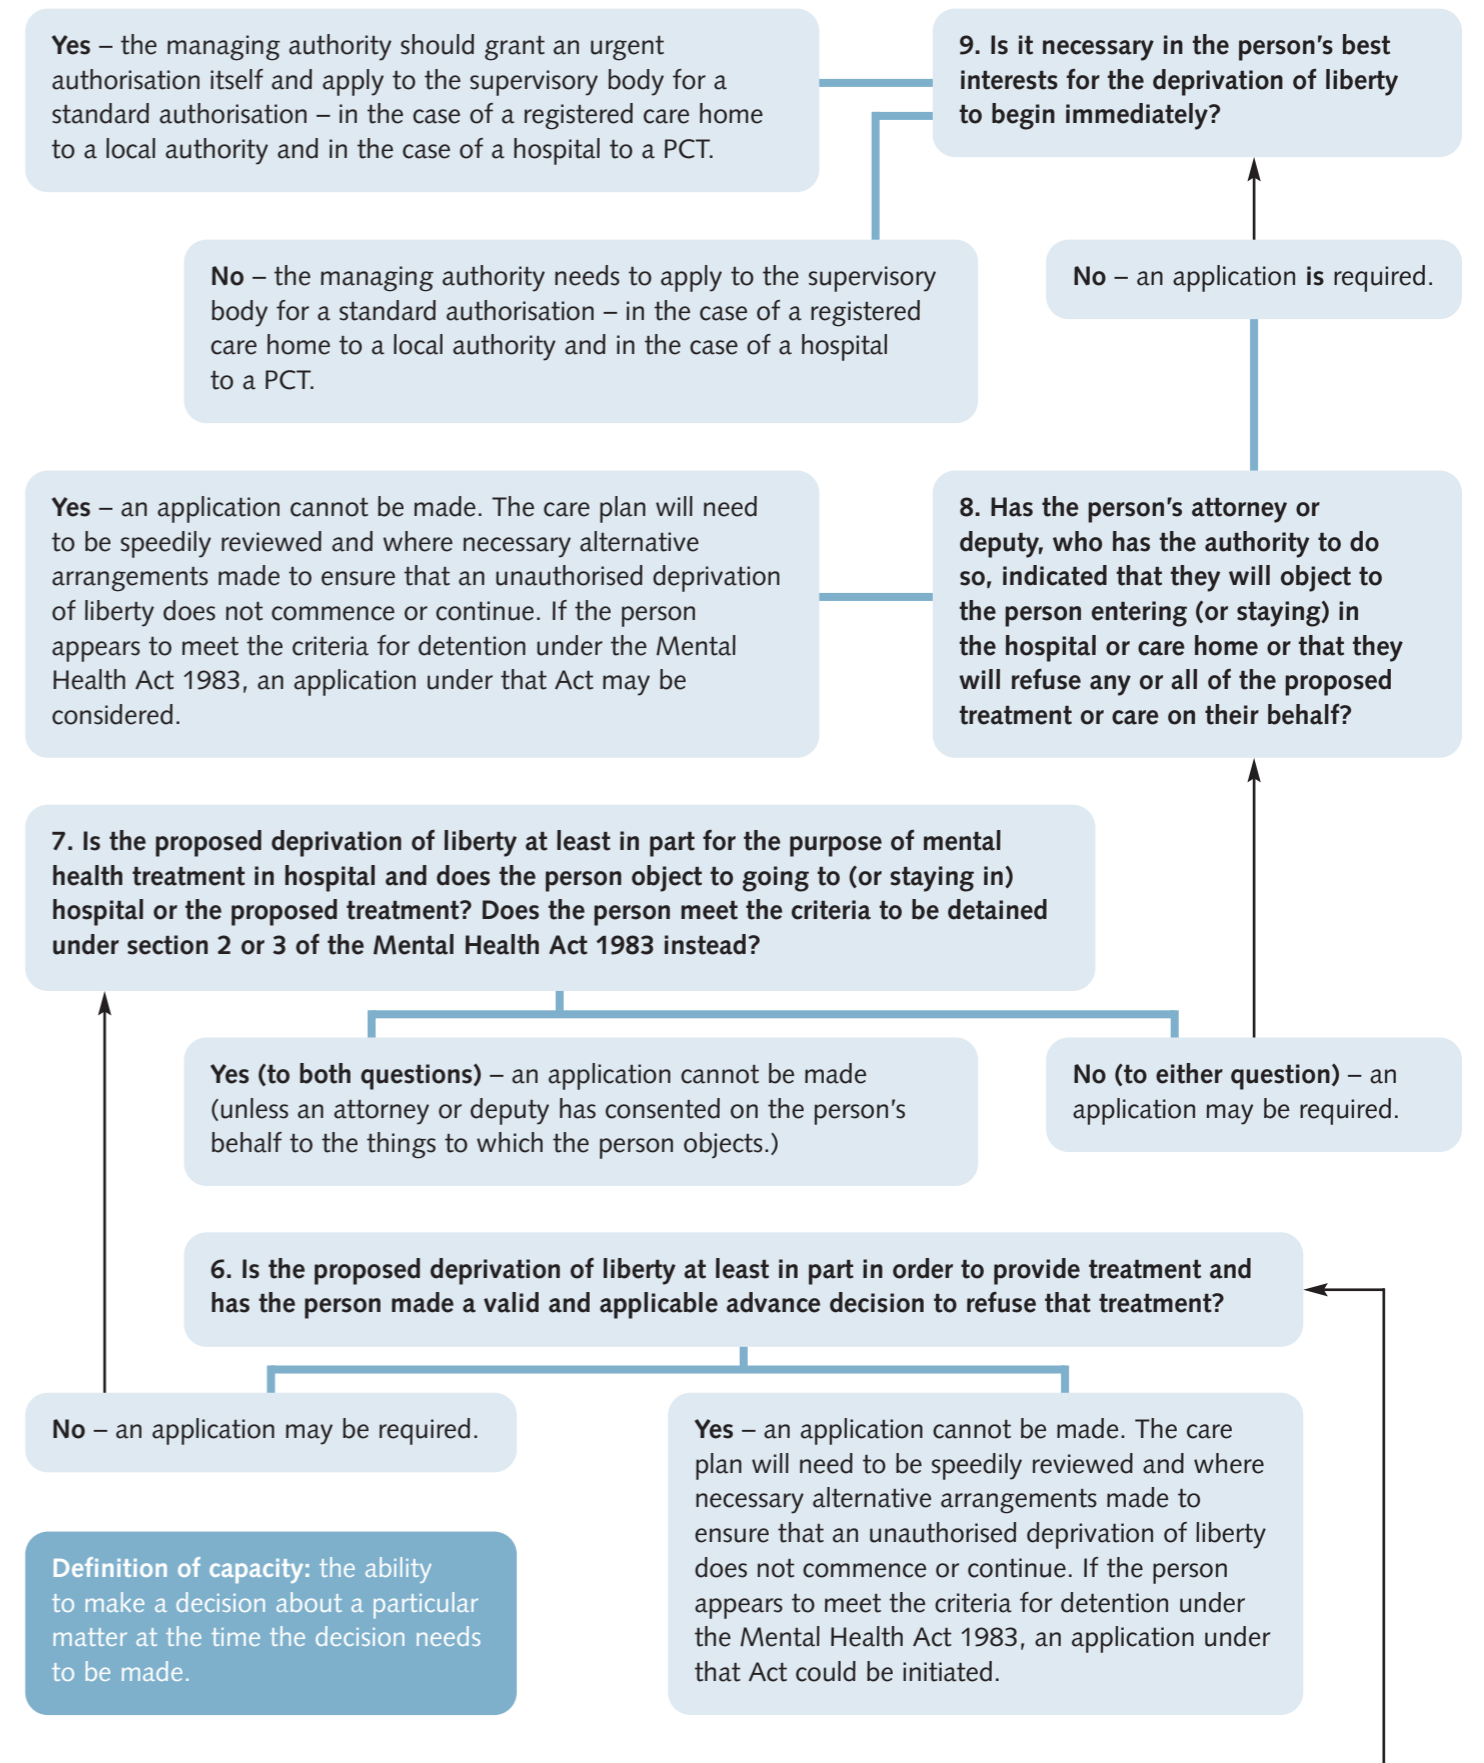 Yes – the managing authority should grant an urgent
authorisation itself and apply to the supervisory body for a
standard authorisation – in the case of a registered care home
to a local authority and in the case of a hospital to a PCT.
9. Is it necessary in the person’s best
interests for the deprivation of liberty
to begin immediately?
No – the managing authority needs to apply to the supervisory
body for a standard authorisation – in the case of a registered
care home to a local authority and in the case of a hospital
to a PCT.
No – an application is required.
Yes – an application cannot be made. The care plan will need
to be speedily reviewed and where necessary alternative
arrangements made to ensure that an unauthorised deprivation
of liberty does not commence or continue. If the person
appears to meet the criteria for detention under the Mental
Health Act 1983, an application under that Act may be
considered.
8. Has the person’s attorney or
deputy, who has the authority to do
so, indicated that they will object to
the person entering (or staying) in
the hospital or care home or that they
will refuse any or all of the proposed
treatment or care on their behalf?
7. Is the proposed deprivation of liberty at least in part for the purpose of mental
health treatment in hospital and does the person object to going to (or staying in)
hospital or the proposed treatment? Does the person meet the criteria to be detained
under section 2 or 3 of the Mental Health Act 1983 instead?
Yes (to both questions) – an application cannot be made
(unless an attorney or deputy has consented on the person’s
behalf to the things to which the person objects.)
No (to either question) – an
application may be required.
6. Is the proposed deprivation of liberty at least in part in order to provide treatment and
has the person made a valid and applicable advance decision to refuse that treatment?
No – an application may be required.
Yes – an application cannot be made. The care
plan will need to be speedily reviewed and where
necessary alternative arrangements made to
ensure that an unauthorised deprivation of liberty
does not commence or continue. If the person
appears to meet the criteria for detention under
the Mental Health Act 1983, an application under
that Act could be initiated.
Definition of capacity: the ability
to make a decision about a particular
matter at the time the decision needs
to be made.